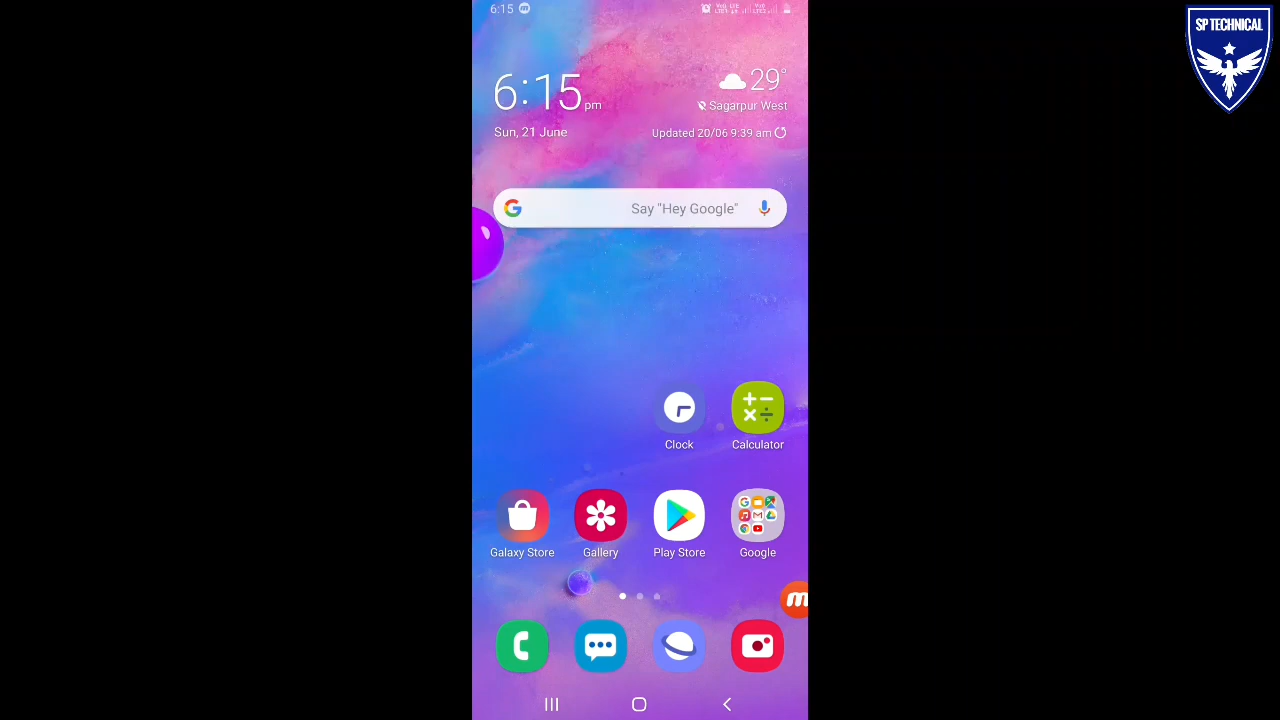 6:15
SP TECHNICAL
6:15 pm
29°
Sagarpur West
Sun, 21 June
Updated 20/06 9:39 am
G Say "Hey Google"
Clock
Calculator
Galaxy Store
Gallery
Play Store
Google
m